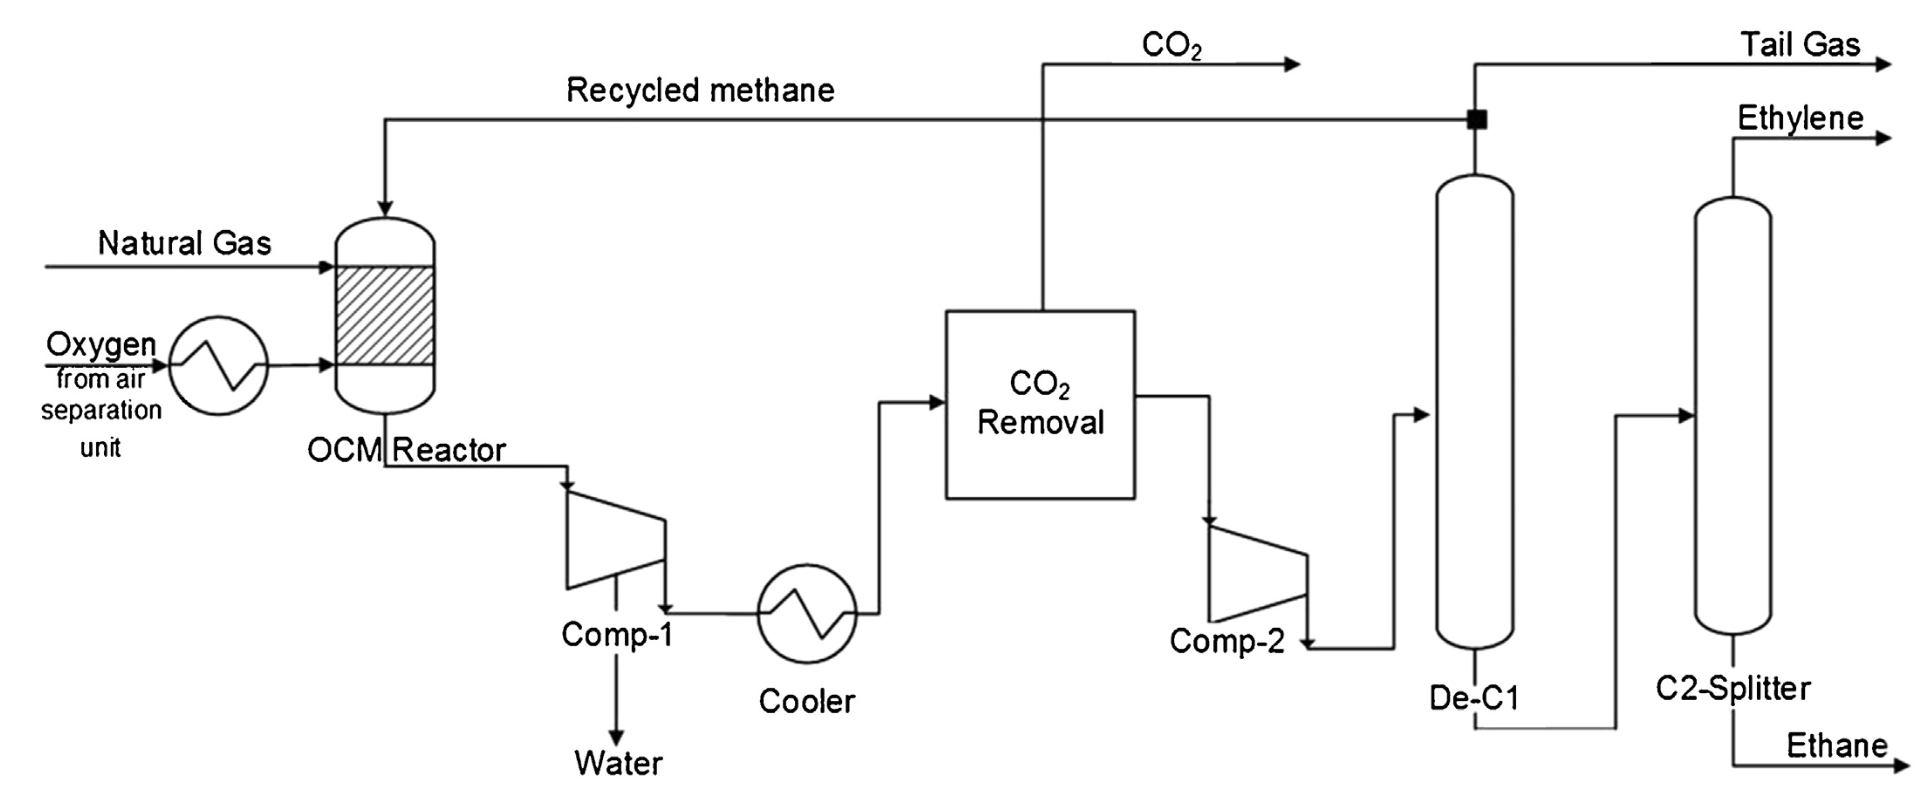 CO2
Tail Gas
Recycled methane
Ethylene
Natural Gas
Oxygen
from air
separation
unit
OCM Reactor
CO2
Removal
Comp-1
Comp-2
Cooler
De-C1
C2-Splitter
Water
Ethane